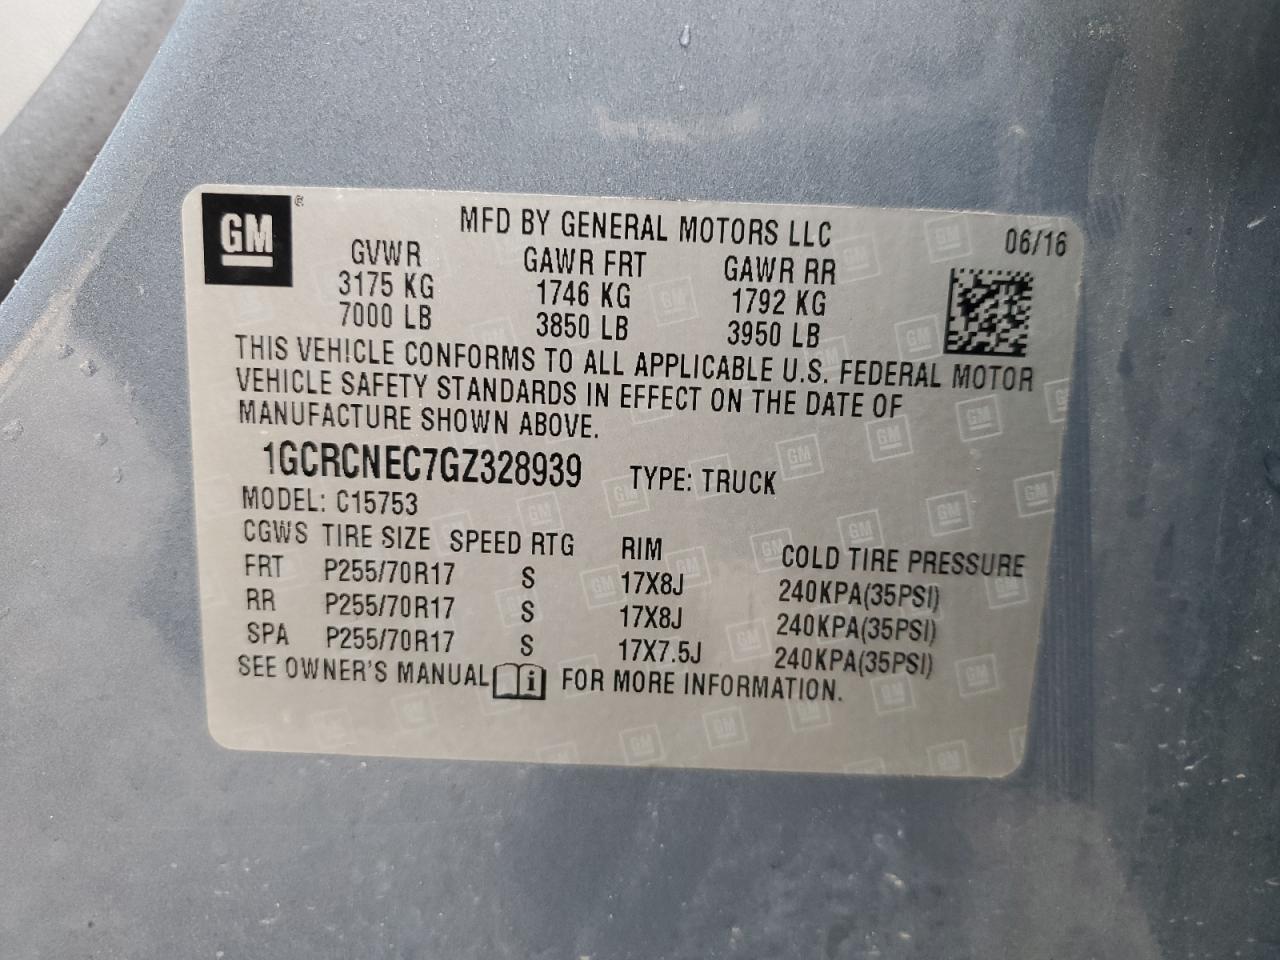 GM ®
MFD BY GENERAL MOTORS LLC 06/16
GVWR GAWR FRT GAWR RR
3175 KG 1746 KG 1792 KG
7000 LB 3850 LB 3950 LB
THIS VEHICLE CONFORMS TO ALL APPLICABLE U.S. FEDERAL MOTOR
VEHICLE SAFETY STANDARDS IN EFFECT ON THE DATE OF
MANUFACTURE SHOWN ABOVE.
1GCRCNEC7GZ328939 TYPE: TRUCK
MODEL: C15753
CGWS TIRE SIZE SPEED RTG RIM COLD TIRE PRESSURE
FRT P255/70R17 S 17X8J 240KPA(35PSI)
RR P255/70R17 S 17X8J 240KPA(35PSI)
SPA P255/70R17 S 17X7.5J 240KPA(35PSI)
SEE OWNER'S MANUAL i FOR MORE INFORMATION.